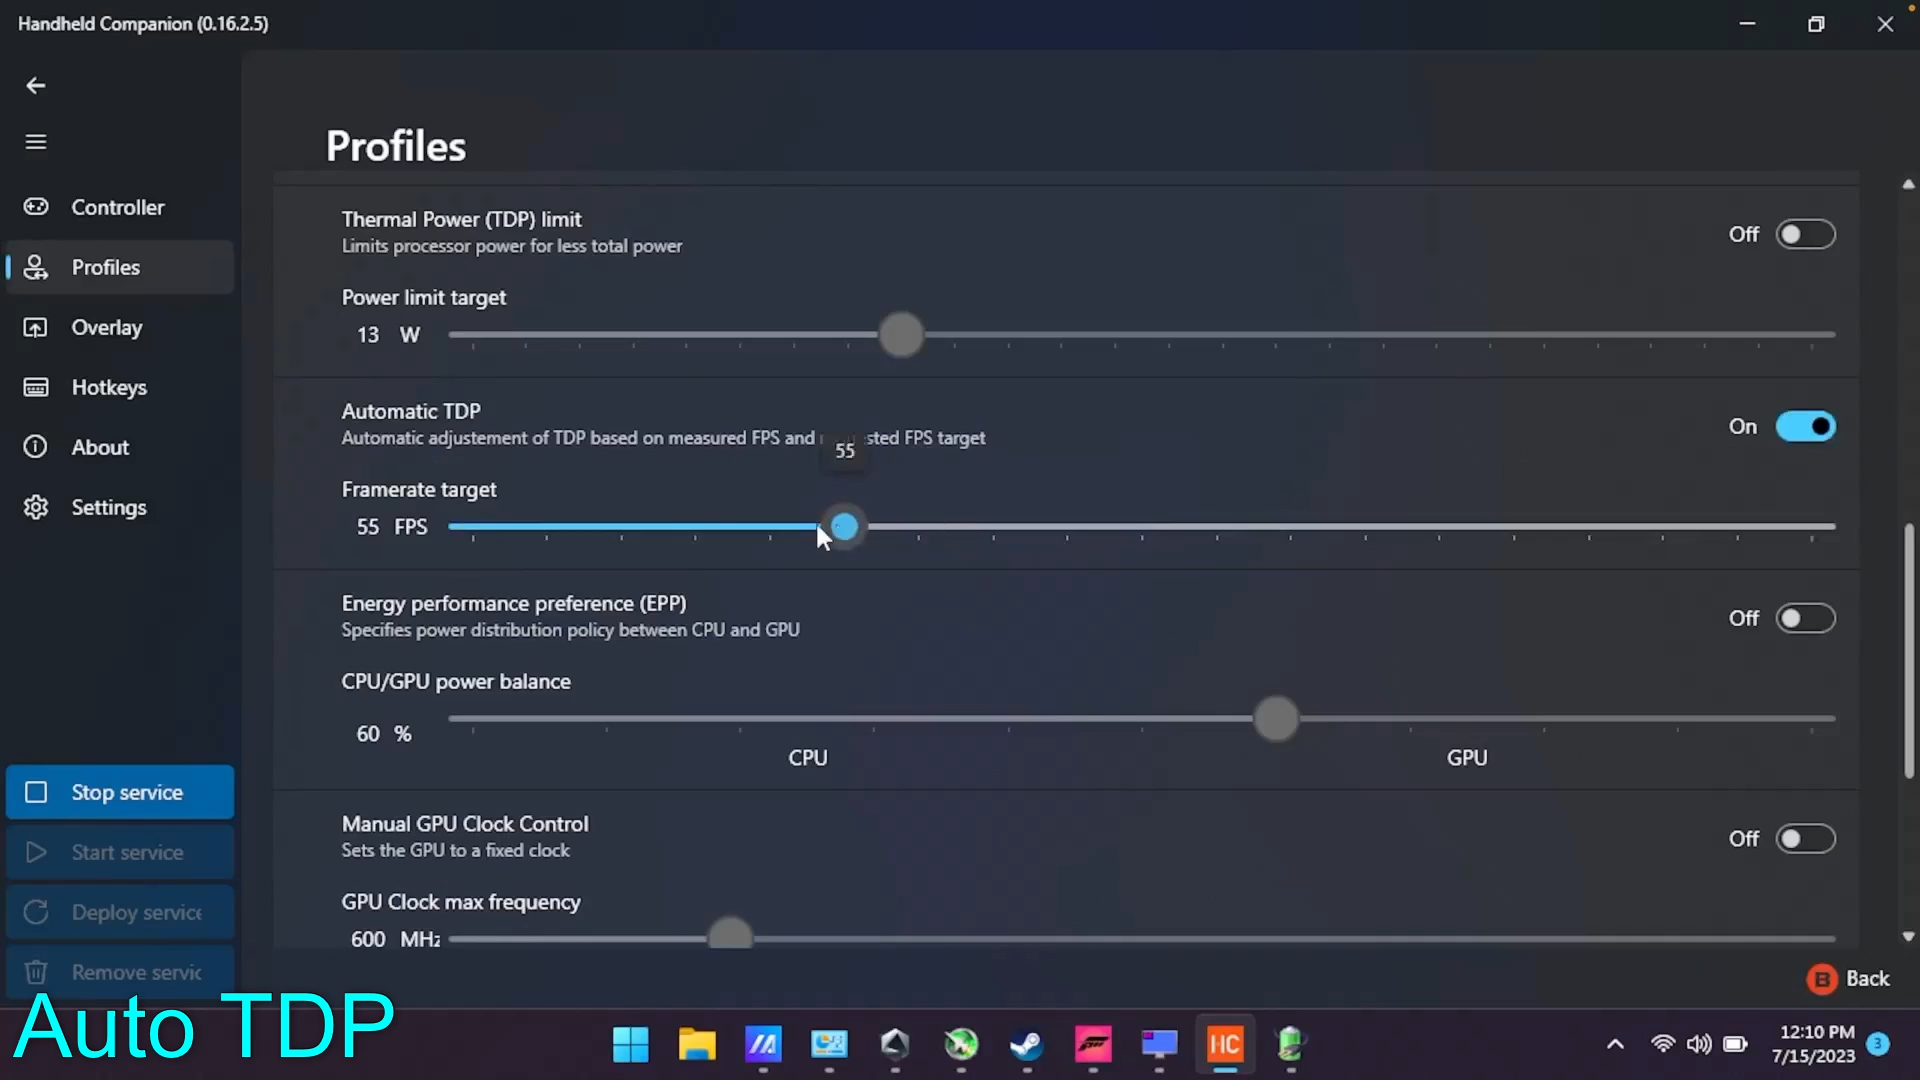 Handheld Companion (0.16.2.5)
Controller
Profiles
Overlay
Hotkeys
About
Settings
Stop service
Start service
Deploy service
Remove servic
Profiles
Thermal Power (TDP) limit
Off
Limits processor power for less total power
Power limit target
13 W
Automatic TDP
On
Automatic adjustement of TDP based on measured FPS and sted FPS target
55
Framerate target
55 FPS
Energy performance preference (EPP)
Off
Specifies power distribution policy between CPU and GPU
CPU/GPU power balance
60 %
CPU GPU
Manual GPU Clock Control
Off
Sets the GPU to a fixed clock
GPU Clock max frequency
600 MHz
B Back
Auto TDP
HC
12:10 PM
7/15/2023
3